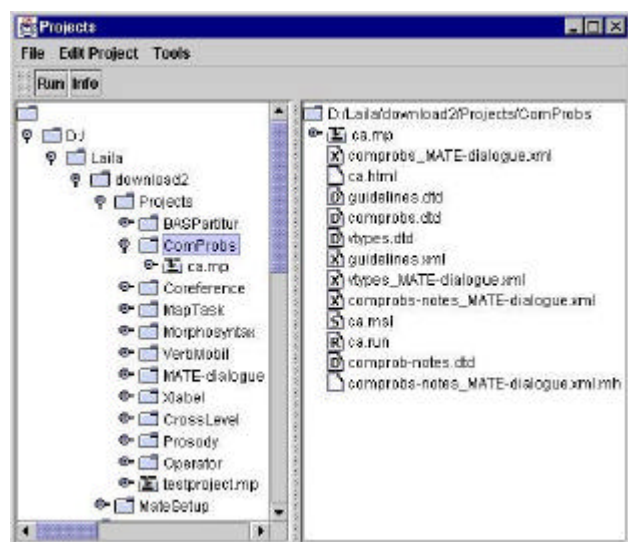 Projects
File Edit Project Tools
Run Info
D:/
Laila
download2
Projects
BASPartitur
ComProbs
ca.mp
Coreference
MapTask
Morphosyntax
VerbMobil
MATE-dialogue
Xlabel
CrossLevel
Prosody
Operator
testproject.mp
MateSetup
D:/Laila/download2/Projects/ComProbs
ca.mp
comprobs_MATE-dialogue.xml
ca.html
guidelines.dtd
comprobs.dtd
vtypes.dtd
guidelines.xml
vtypes_MATE-dialogue.xml
comprobs-notes_MATE-dialogue.xml
ca.msl
ca.run
comprob-notes.dtd
comprobs-notes_MATE-dialogue.xml.mh